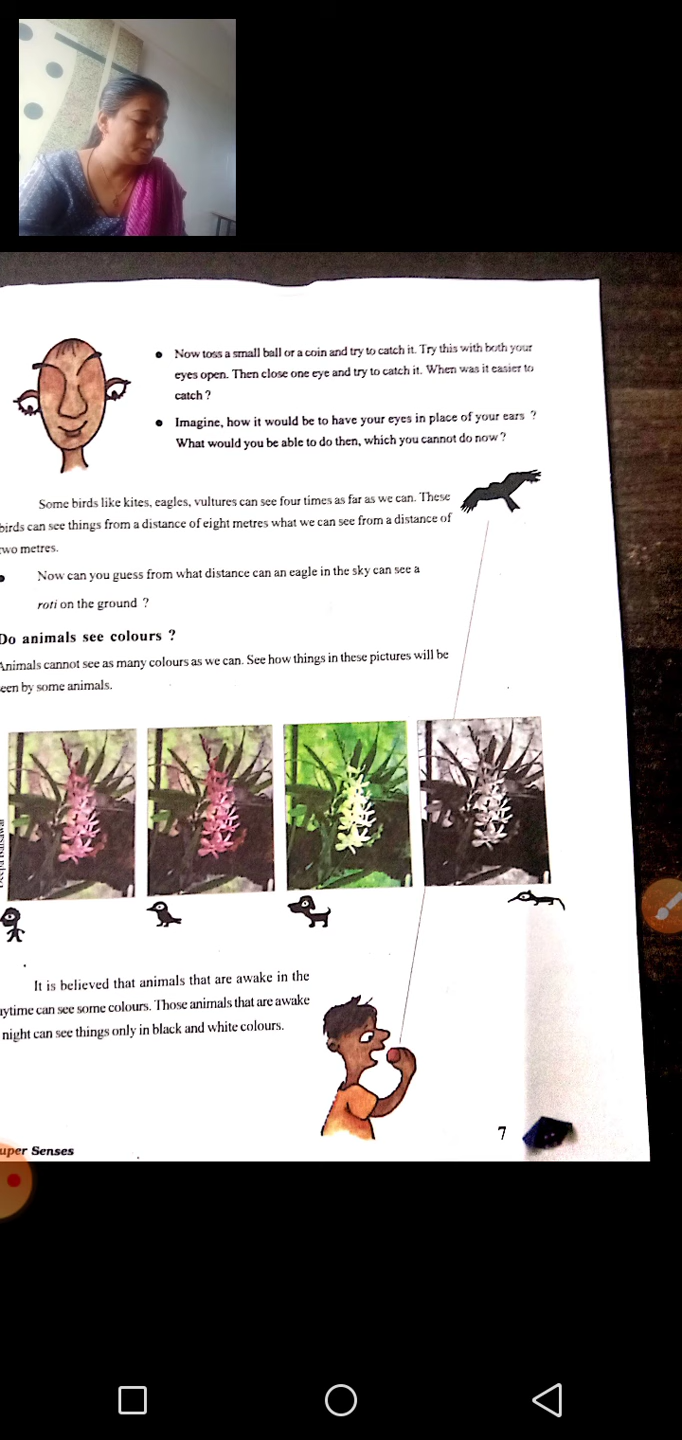 Now toss a small ball or a coin and try to catch it. Try this with both your
eyes open. Then close one eye and try to catch it. When was it easier to
catch ?
Imagine, how it would be to have your eyes in place of your ears ?
What would you be able to do then, which you cannot do now ?
Some birds like kites, eagles, vultures can see four times as far as we can. These
birds can see things from a distance of eight metres what we can see from a distance of
two metres.
Now can you guess from what distance can an eagle in the sky can see a
roti on the ground ?
Do animals see colours ?
Animals cannot see as many colours as we can. See how things in these pictures will be
een by some animals.
It is believed that animals that are awake in the
aytime can see some colours. Those animals that are awake
night can see things only in black and white colours.
7
uper Senses